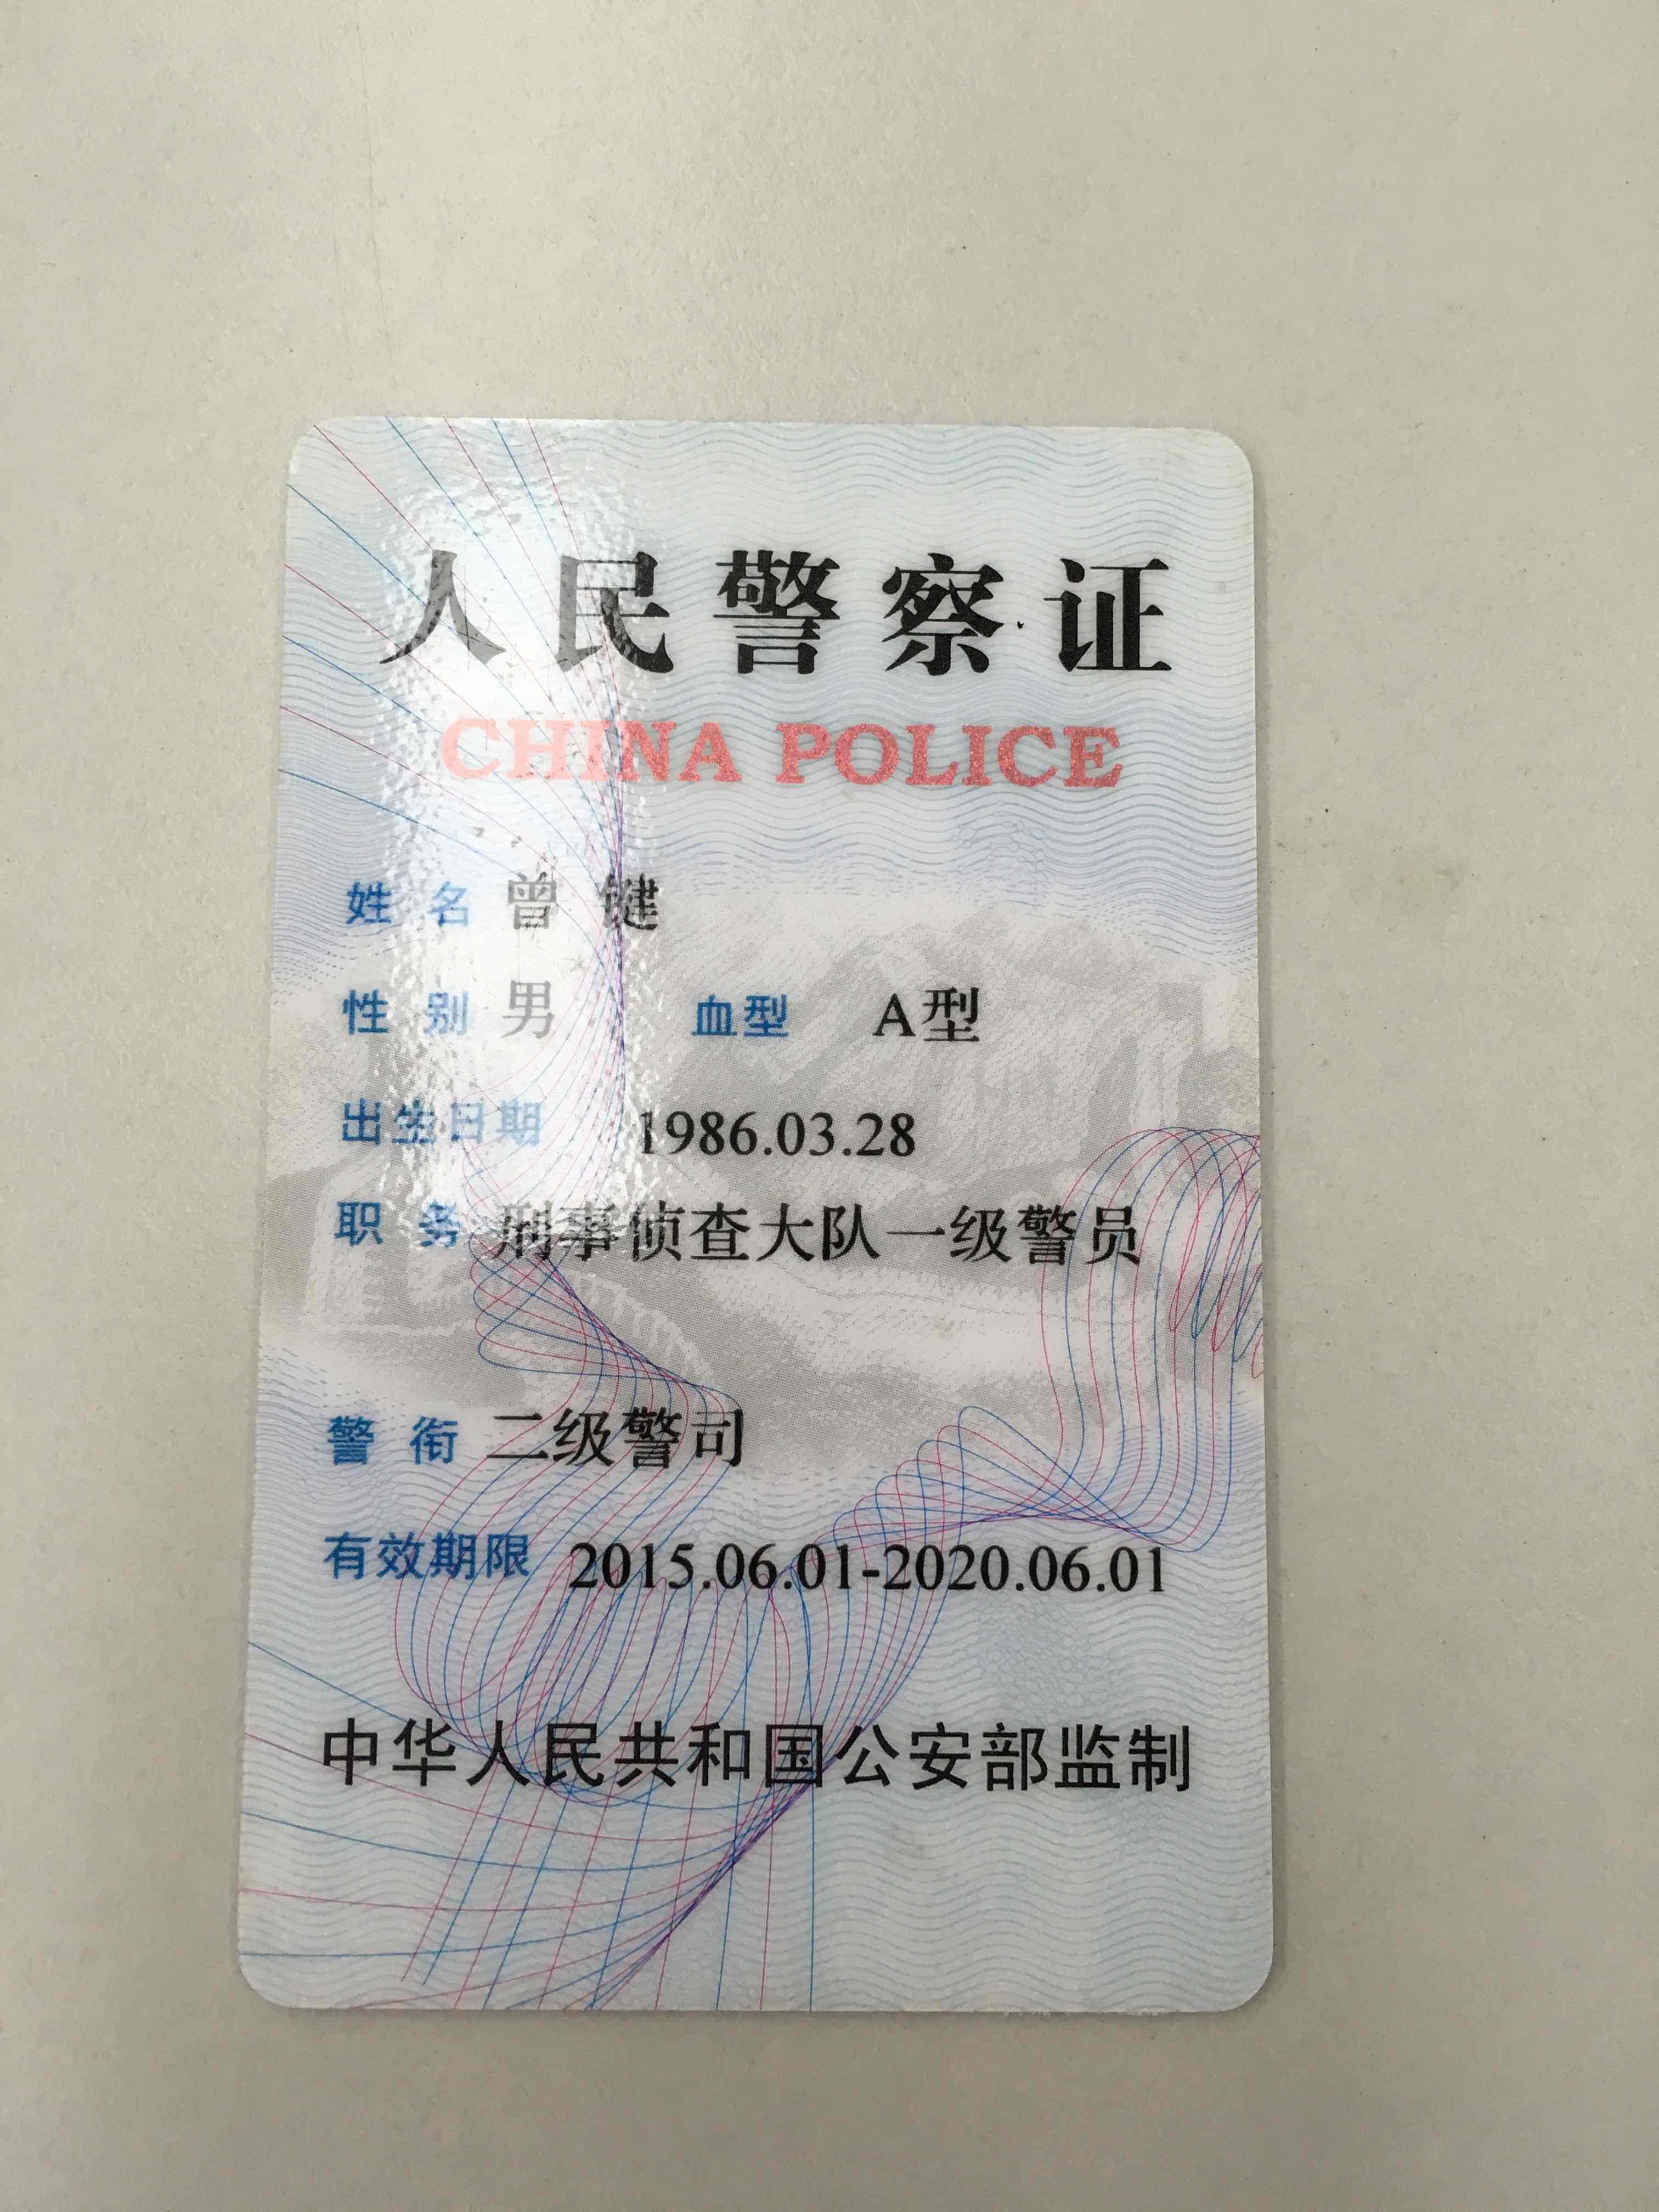 人民警察证
CHINA POLICE
姓 名 曾 键
性 别 男 血型 A型
出生日期 1986.03.28
职 务 刑事侦查大队一级警员
警 衔 二级警司
有效期限 2015.06.01-2020.06.01
中华人民共和国公安部监制